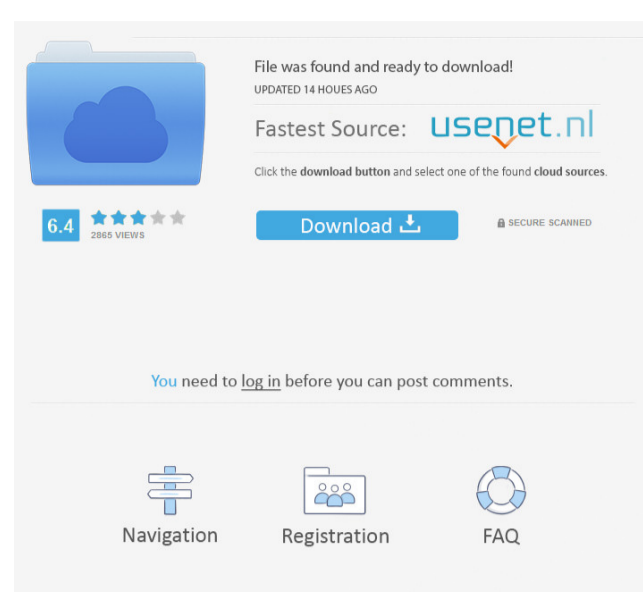 File was found and ready to download!
UPDATED 14 HOUES AGO
Fastest Source: usenet.nl
Click the download button and select one of the found cloud sources.
6.4
2865 VIEWS
Download
SECURE SCANNED
You need to log in before you can post comments.
Navigation
Registration
FAQ